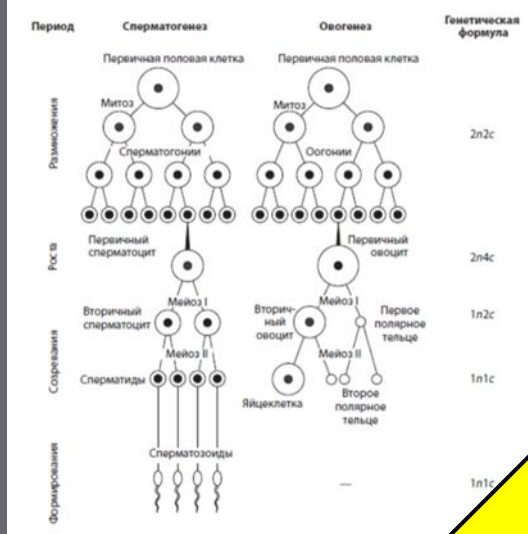 Период
Сперматогенез
Овогенез
Генетическая
формула
Первичная половая клетка
Первичная половая клетка
Митоз
Митоз
Размножения
2n2c
Сперматогонии
Оогонии
Первичный
сперматоцит
Первичный
овоцит
Роста
2n4c
Мейоз I
Мейоз I
Вторичный
сперматоцит
Вторич-
ный
овоцит
Первое
полярное
тельце
1n2c
Созревания
Мейоз II
Мейоз II
Сперматиды
1n1c
Яйцеклетка
Второе
полярное
тельце
Сперматозоиды
Формирования
—
1n1c